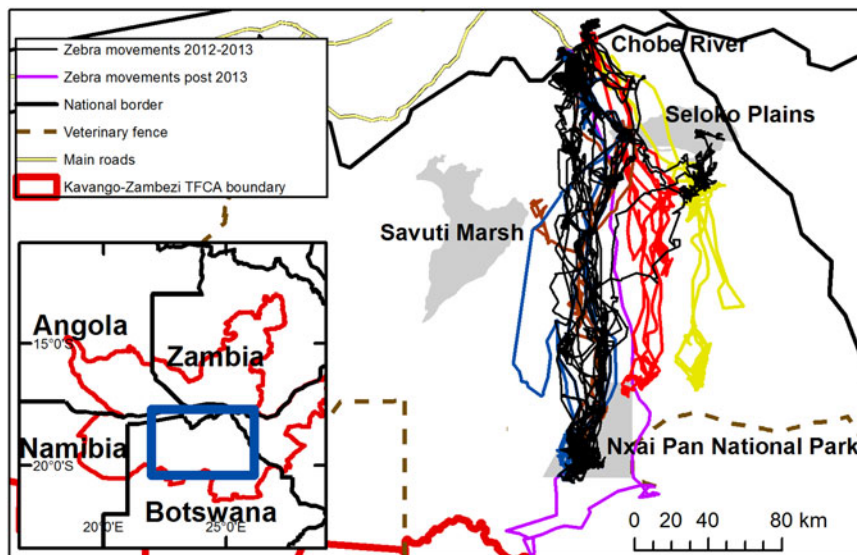 Zebra movements 2012-2013
Zebra movements post 2013
National border
Veterinary fence
Main roads
Kavango-Zambezi TFCA boundary
Chobe River
Seloko Plains
Savuti Marsh
Nxai Pan National Park
Angola
Zambia
Namibia
Botswana
15°0'S
20°0'S
20°0'E
25°0'E
0 20 40 80 km